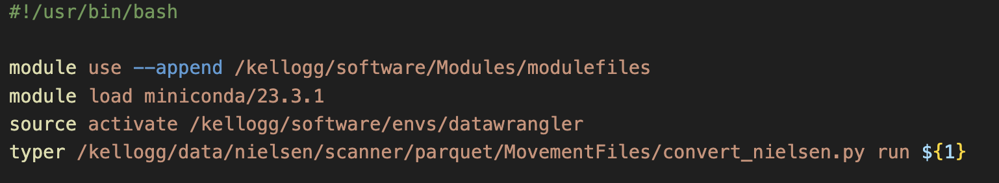 #!/usr/bin/bash
module use --append /kellogg/software/Modules/modulefiles
module load miniconda/23.3.1
source activate /kellogg/software/envs/datawrangler
typer /kellogg/data/nielsen/scanner/parquet/MovementFiles/convert_nielsen.py run ${1}